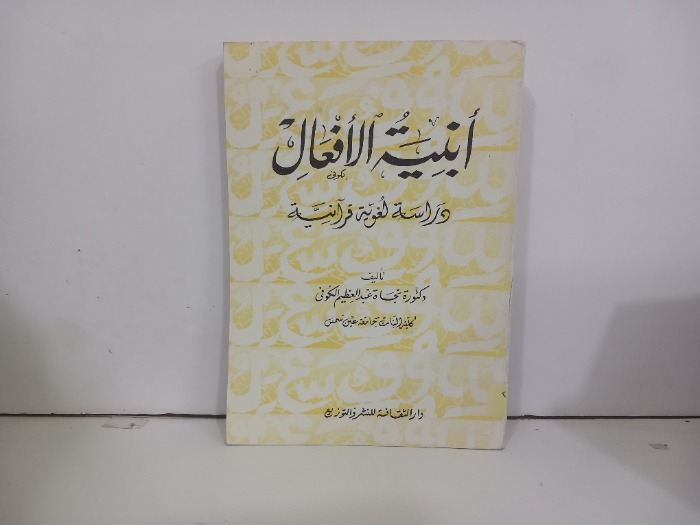 أبنية الأفعال
دراسة لغوية قرآنية
تأليف
دكتورة نجاة عبد العظيم الكوفى
كلية البنات جامعة عين شمس
دار الثقافة للنشر والتوزيع